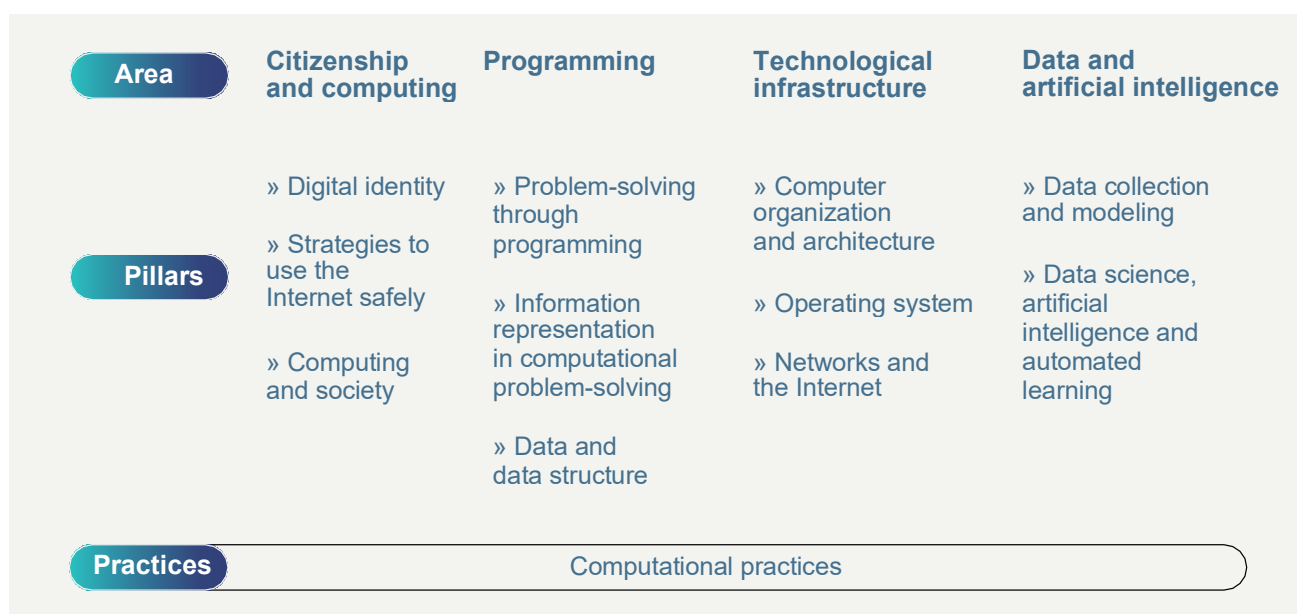 Area
Citizenship
and computing
Programming
Technological
infrastructure
Data and
artificial intelligence
Pillars
» Digital identity
» Strategies to
use the
Internet safely
» Computing
and society
» Problem-solving
through
programming
» Information
representation
in computational
problem-solving
» Data and
data structure
» Computer
organization
and architecture
» Operating system
» Networks and
the Internet
» Data collection
and modeling
» Data science,
artificial
intelligence and
automated
learning
Practices
Computational practices